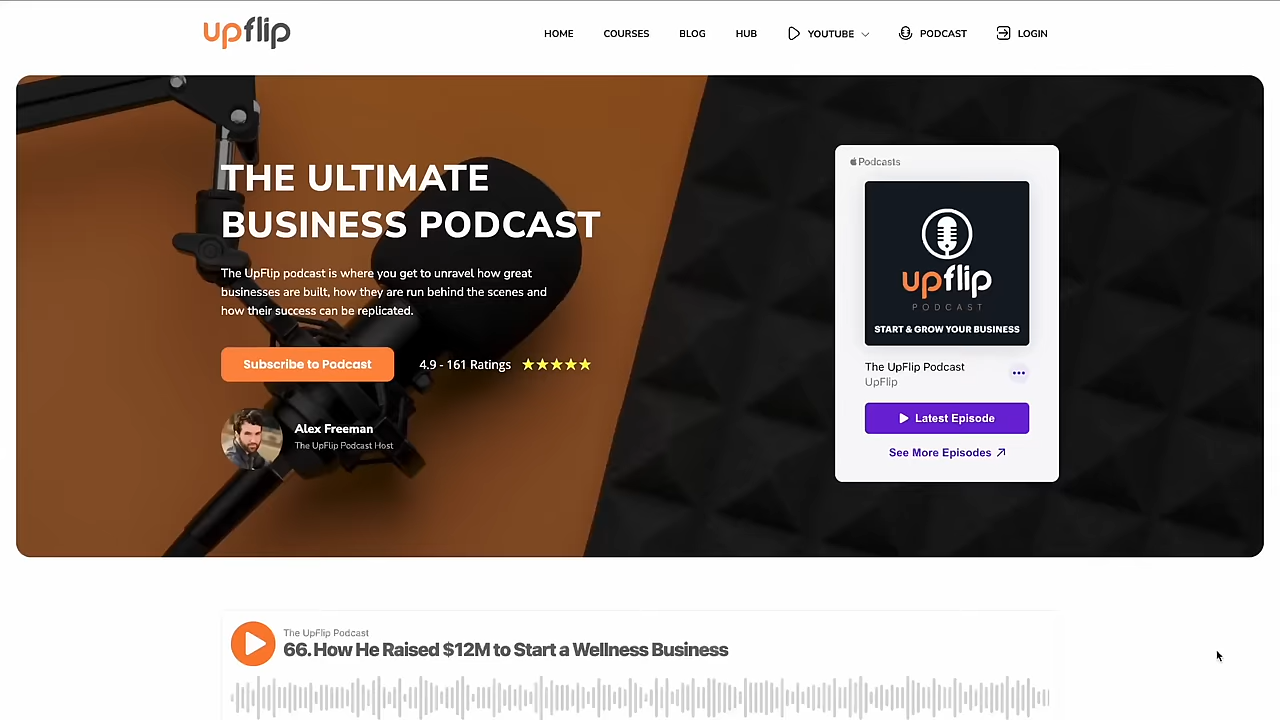 upflip
HOME COURSES BLOG HUB YOUTUBE PODCAST LOGIN
THE ULTIMATE
BUSINESS PODCAST
The UpFlip podcast is where you get to unravel how great
businesses are built, how they are run behind the scenes and
how their success can be replicated.
Subscribe to Podcast
4.9 - 161 Ratings
Alex Freeman
The UpFlip Podcast Host
Podcasts
upflip
PODCAST
START & GROW YOUR BUSINESS
The UpFlip Podcast
UpFlip
Latest Episode
See More Episodes
The UpFlip Podcast
66. How He Raised $12M to Start a Wellness Business